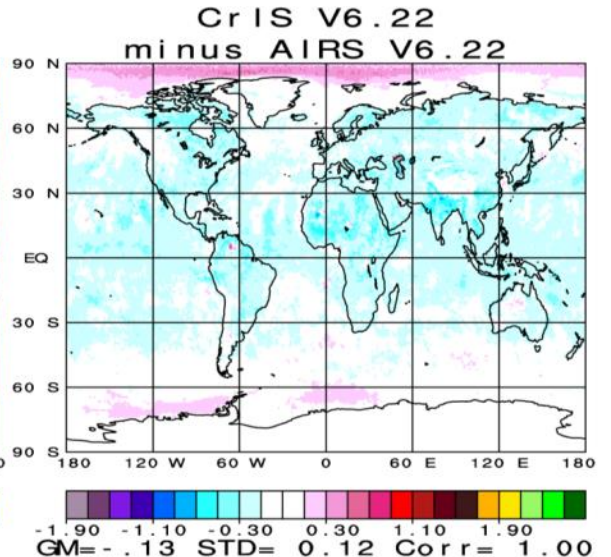 CrIS V6.22
minus AIRS V6.22
90 N
60 N
30 N
EQ
30 S
60 S
90 S
180 120 W 60 W 0 60 E 120 E 180
-1.90 -1.10 -0.30 0.30 1.10 1.90
GM=-.13 STD= 0.12 Corr= 1.00